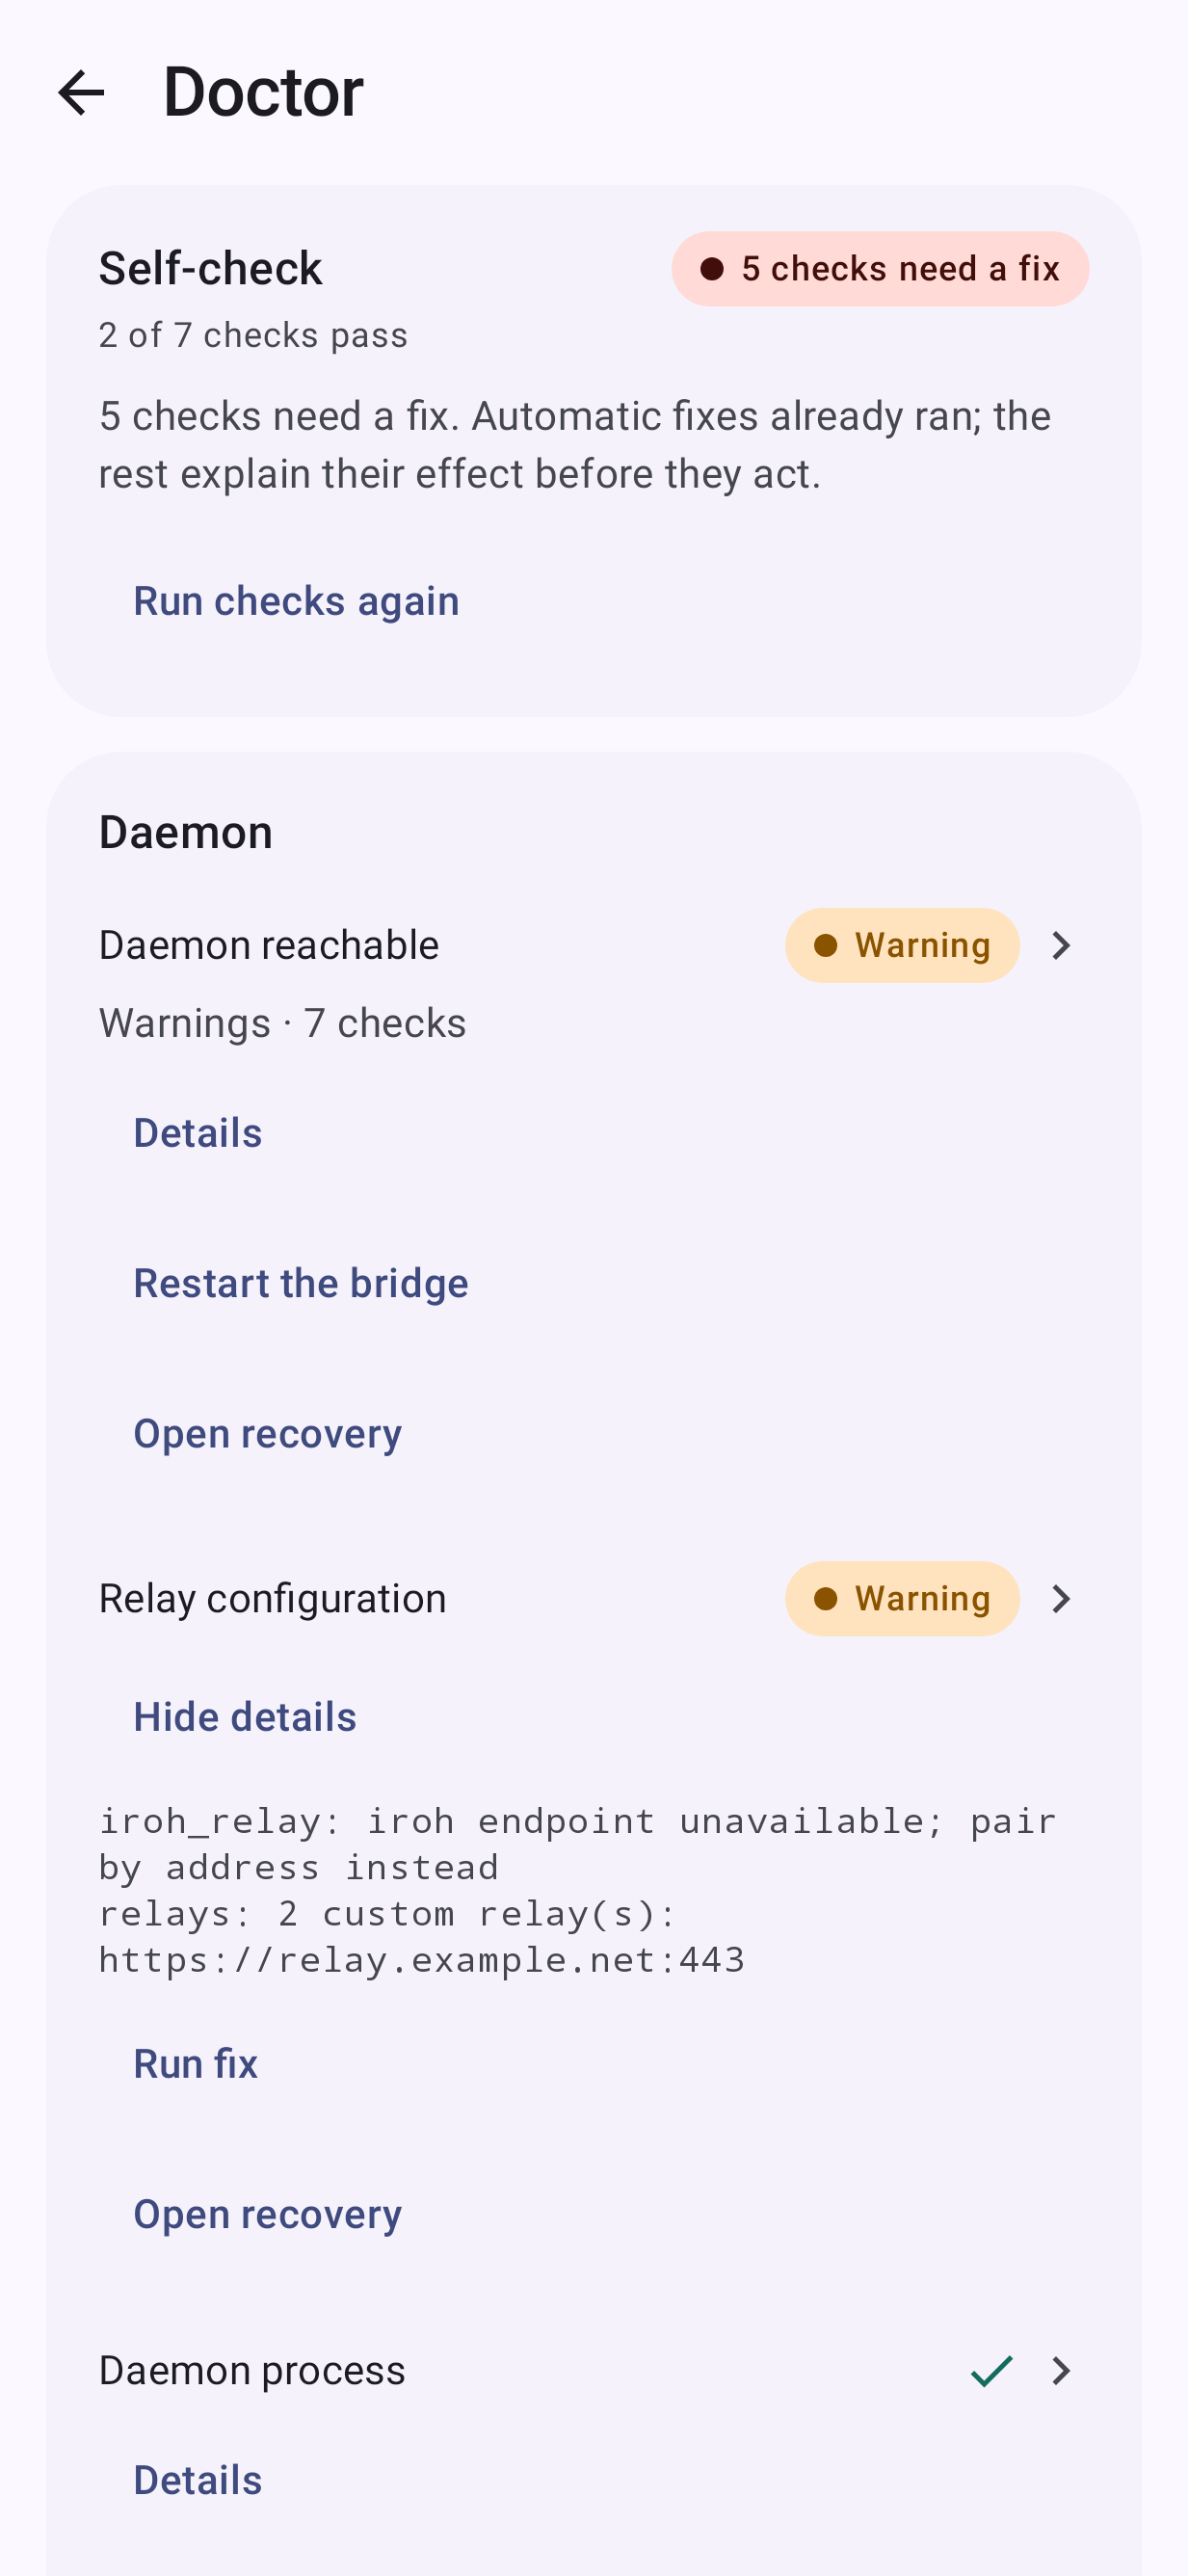 Doctor
Self-check
5 checks need a fix
2 of 7 checks pass
5 checks need a fix. Automatic fixes already ran; the
rest explain their effect before they act.
Run checks again
Daemon
Daemon reachable
Warning
Warnings · 7 checks
Details
Restart the bridge
Open recovery
Relay configuration
Warning
Hide details
iroh_relay: iroh endpoint unavailable; pair
by address instead
relays: 2 custom relay(s):
https://relay.example.net:443
Run fix
Open recovery
Daemon process
Details